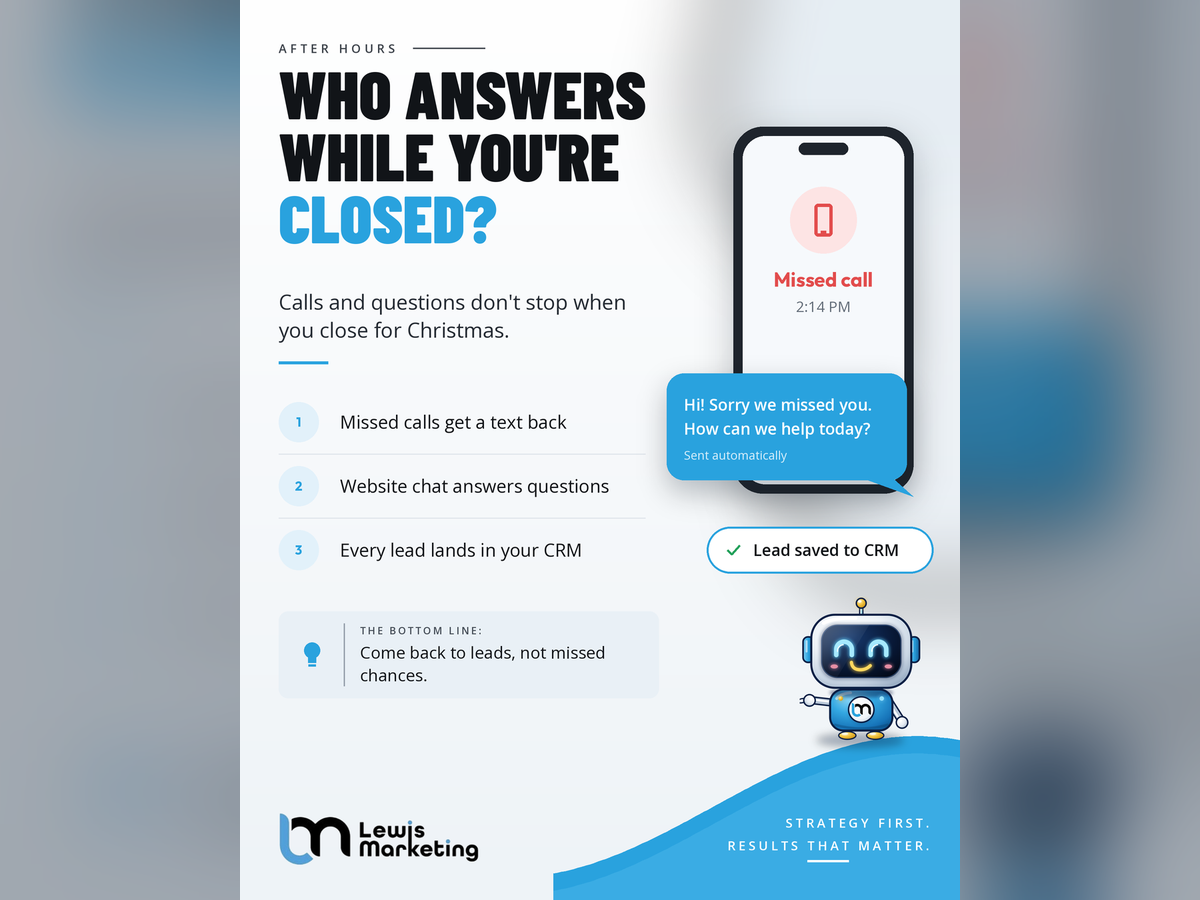 AFTER HOURS
WHO ANSWERS
WHILE YOU'RE
CLOSED?
Calls and questions don't stop when
you close for Christmas.
1 Missed calls get a text back
2 Website chat answers questions
3 Every lead lands in your CRM
THE BOTTOM LINE:
Come back to leads, not missed
chances.
Missed call
2:14 PM
Hi! Sorry we missed you.
How can we help today?
Sent automatically
Lead saved to CRM
Lewis
Marketing
STRATEGY FIRST.
RESULTS THAT MATTER.